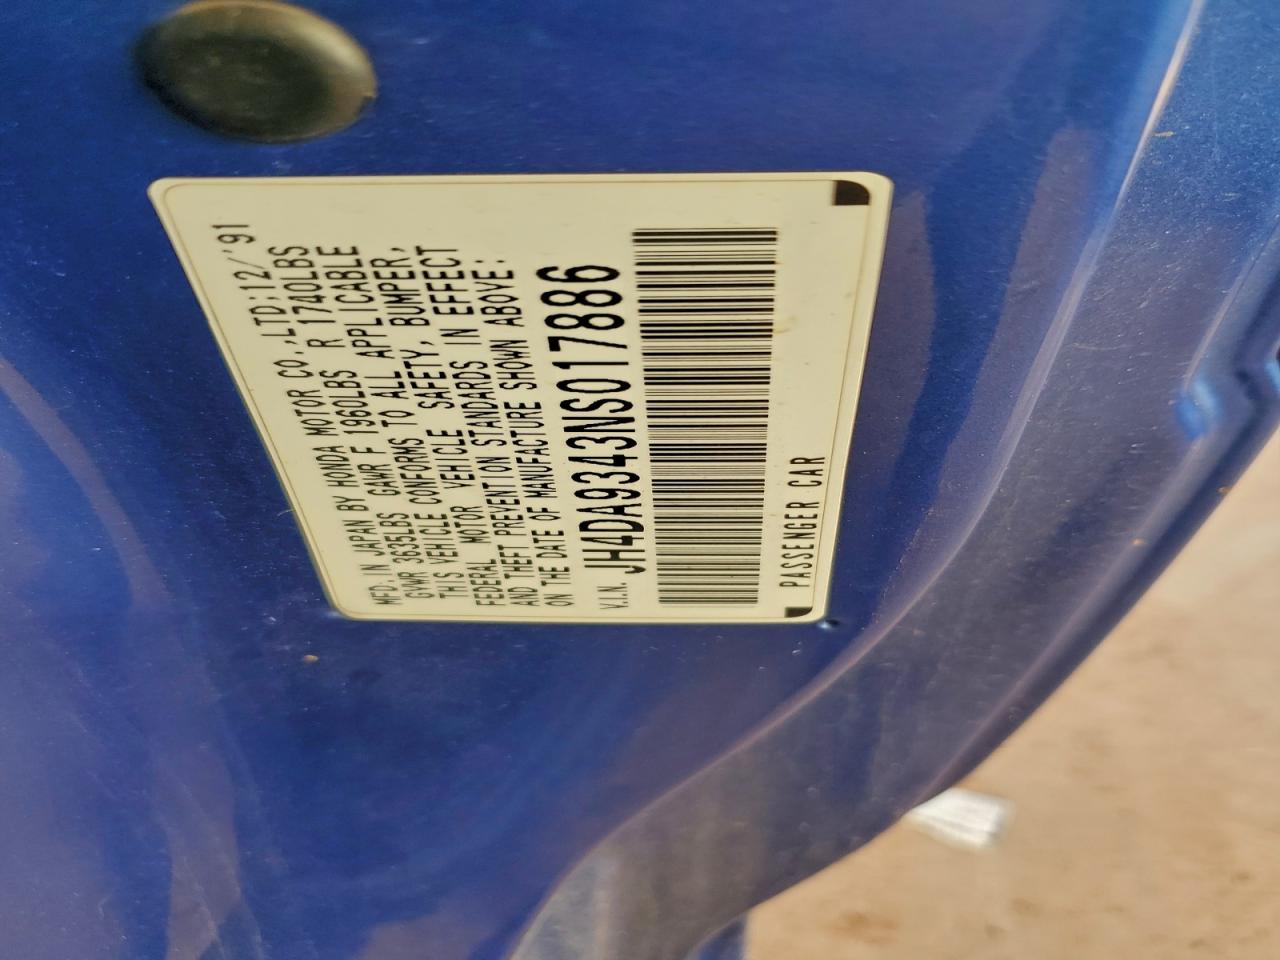 MFD. IN JAPAN BY HONDA MOTOR CO.,LTD;12/'91
GVWR 3635LBS GAWR F 1960LBS R 1740LBS
THIS VEHICLE CONFORMS TO ALL APPLICABLE
FEDERAL MOTOR VEHICLE SAFETY, BUMPER,
AND THEFT PREVENTION STANDARDS IN EFFECT
ON THE DATE OF MANUFACTURE SHOWN ABOVE:
V.I.N. JH4DA9343NS017886
PASSENGER CAR